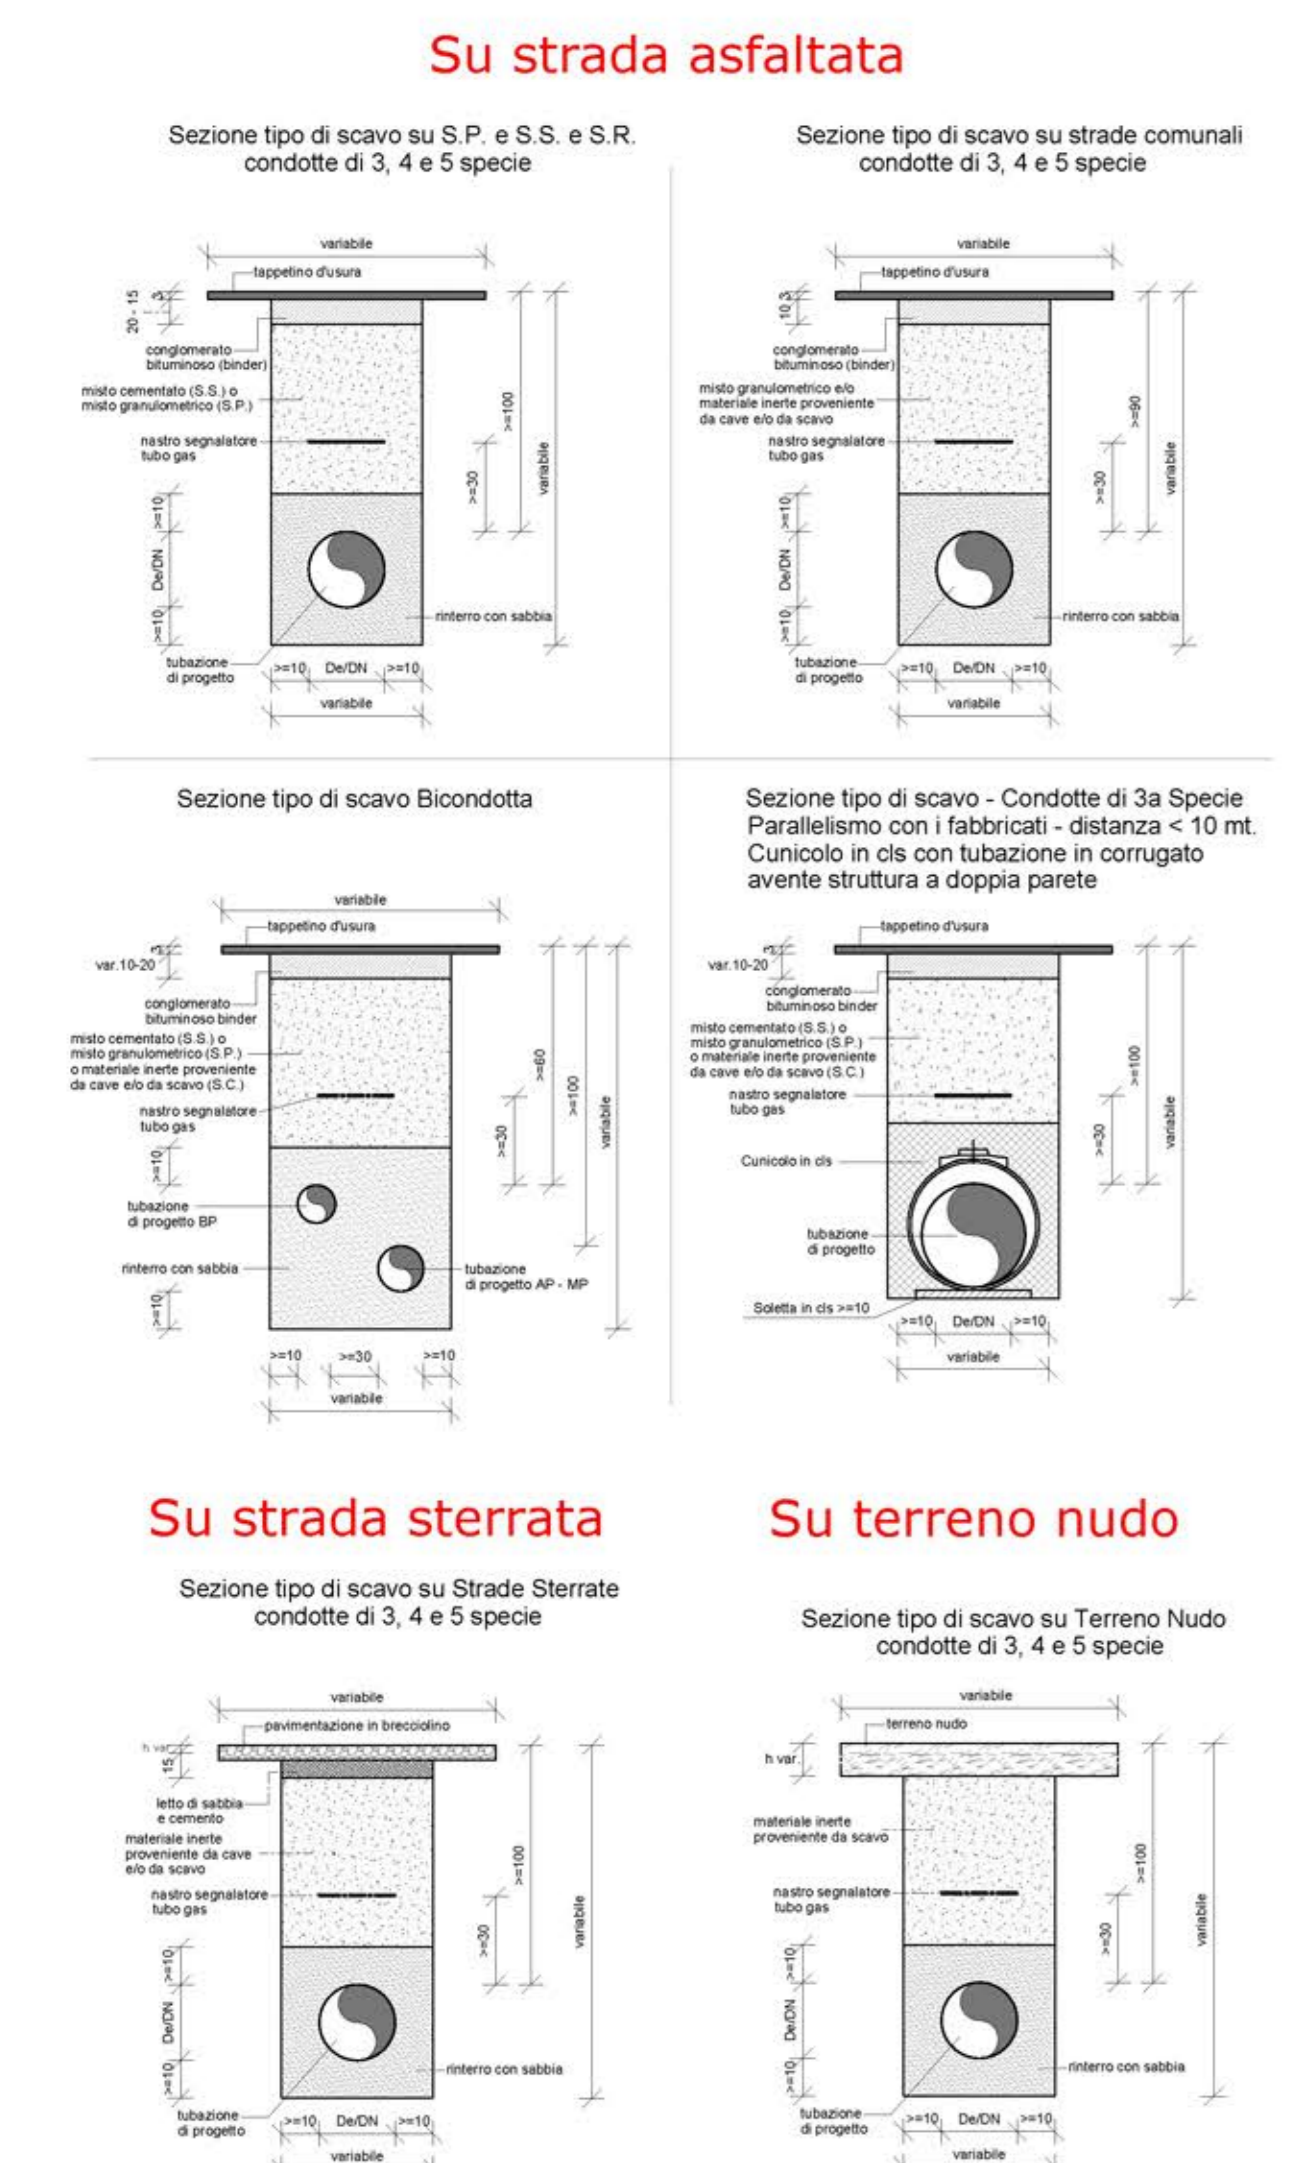 Su strada asfaltata
Sezione tipo di scavo su S.P. e S.S. e S.R.
condotte di 3, 4 e 5 specie
variabile
tappetino d'usura
3
20 - 15
conglomerato
bituminoso (binder)
misto cementato (S.S.) o
misto granulometrico (S.P.)
nastro segnalatore
tubo gas
>=10
De/DN
>=10
>=30
>=100
variabile
rinterro con sabbia
tubazione
di progetto
>=10
De/DN
>=10
variabile
Sezione tipo di scavo su strade comunali
condotte di 3, 4 e 5 specie
variabile
tappetino d'usura
10 3
conglomerato
bituminoso (binder)
misto granulometrico e/o
materiale inerte proveniente
da cave e/o da scavo
nastro segnalatore
tubo gas
>=10
De/DN
>=10
>=30
>=90
variabile
rinterro con sabbia
tubazione
di progetto
>=10
De/DN
>=10
variabile
Sezione tipo di scavo Bicondotta
variabile
tappetino d'usura
3
var.10-20
conglomerato
bituminoso binder
misto cementato (S.S.) o
misto granulometrico (S.P.)
o materiale inerte proveniente
da cave e/o da scavo (S.C.)
nastro segnalatore
tubo gas
>=10
tubazione
di progetto BP
rinterro con sabbia
>=10
>=30
>=60
>=100
variabile
tubazione
di progetto AP - MP
>=10
>=30
>=10
variabile
Sezione tipo di scavo - Condotte di 3a Specie
Parallelismo con i fabbricati - distanza < 10 mt.
Cunicolo in cls con tubazione in corrugato
avente struttura a doppia parete
tappetino d'usura
3
var.10-20
conglomerato
bituminoso binder
misto cementato (S.S.) o
misto granulometrico (S.P.)
o materiale inerte proveniente
da cave e/o da scavo (S.C.)
nastro segnalatore
tubo gas
Cunicolo in cls
tubazione
di progetto
Soletta in cls >=10
>=30
>=100
variabile
>=10
De/DN
>=10
variabile
Su strada sterrata
Sezione tipo di scavo su Strade Sterrate
condotte di 3, 4 e 5 specie
variabile
pavimentazione in brecciolino
h var.
15
letto di sabbia
e cemento
materiale inerte
proveniente da cave
e/o da scavo
nastro segnalatore
tubo gas
>=10
De/DN
>=10
>=30
>=100
variabile
rinterro con sabbia
tubazione
di progetto
>=10
De/DN
>=10
variabile
Su terreno nudo
Sezione tipo di scavo su Terreno Nudo
condotte di 3, 4 e 5 specie
variabile
terreno nudo
h var.
materiale inerte
proveniente da scavo
nastro segnalatore
tubo gas
>=10
De/DN
>=10
>=30
>=100
variabile
rinterro con sabbia
tubazione
di progetto
>=10
De/DN
>=10
variabile